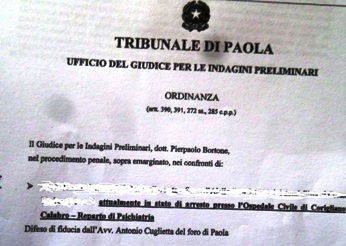 TRIBUNALE DI PAOLA
UFFICIO DEL GIUDICE PER LE INDAGINI PRELIMINARI
ORDINANZA
(artt. 390, 391, 272 ss., 285 c.p.p.)
Il Giudice per le Indagini Preliminari, dott. Pierpaolo Bortone,
nel procedimento penale, sopra emarginato, nei confronti di:
attualmente in stato di arresto presso l'Ospedale Civile di Corigliano
Calabro – Reparto di Psichiatria
Difeso di fiducia dall'Avv. Antonio Cuglietta del foro di Paola